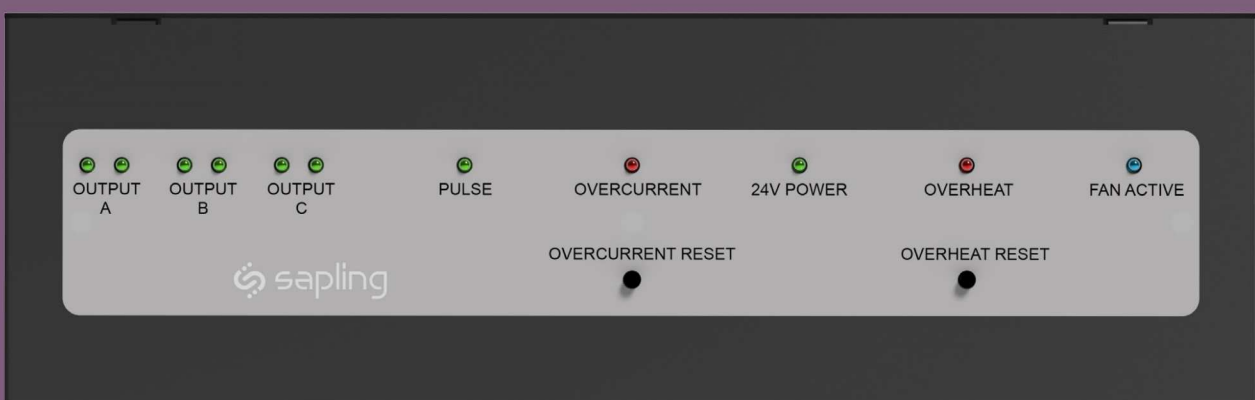 OUTPUT A
OUTPUT B
OUTPUT C
PULSE
OVERCURRENT
24V POWER
OVERHEAT
FAN ACTIVE
OVERCURRENT RESET
OVERHEAT RESET
sapling